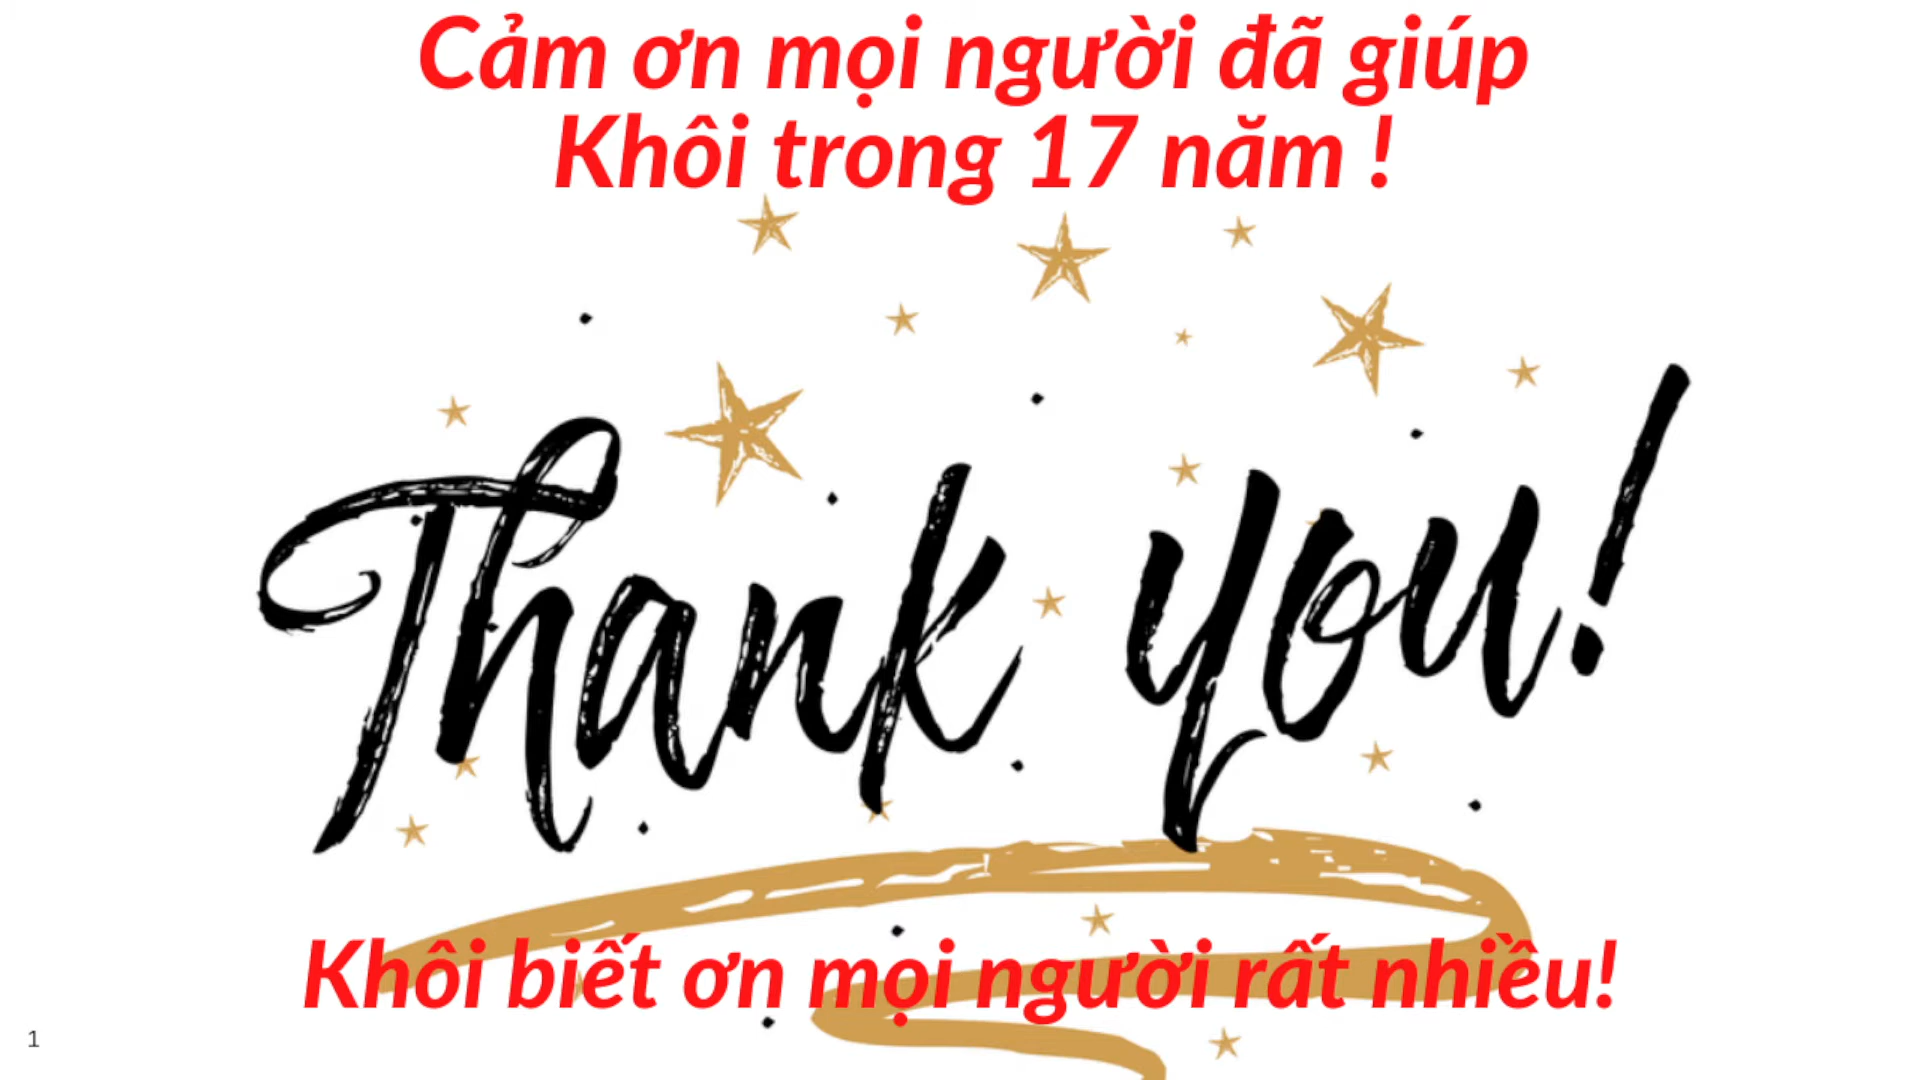 Cảm ơn mọi người đã giúp
Khôi trong 17 năm !
Thank you!
Khôi biết ơn mọi người rất nhiều!
1